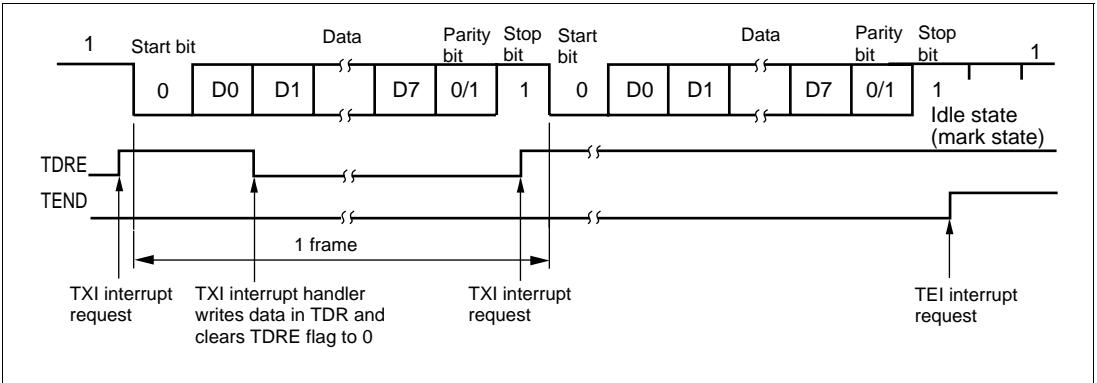 1
Start bit
Data
Parity bit
Stop bit
Start bit
Data
Parity bit
Stop bit
1
0 D0 D1 D7 0/1 1 0 D0 D1 D7 0/1 1
Idle state
(mark state)
TDRE
TEND
1 frame
TXI interrupt
request
TXI interrupt handler
writes data in TDR and
clears TDRE flag to 0
TXI interrupt
request
TEI interrupt
request